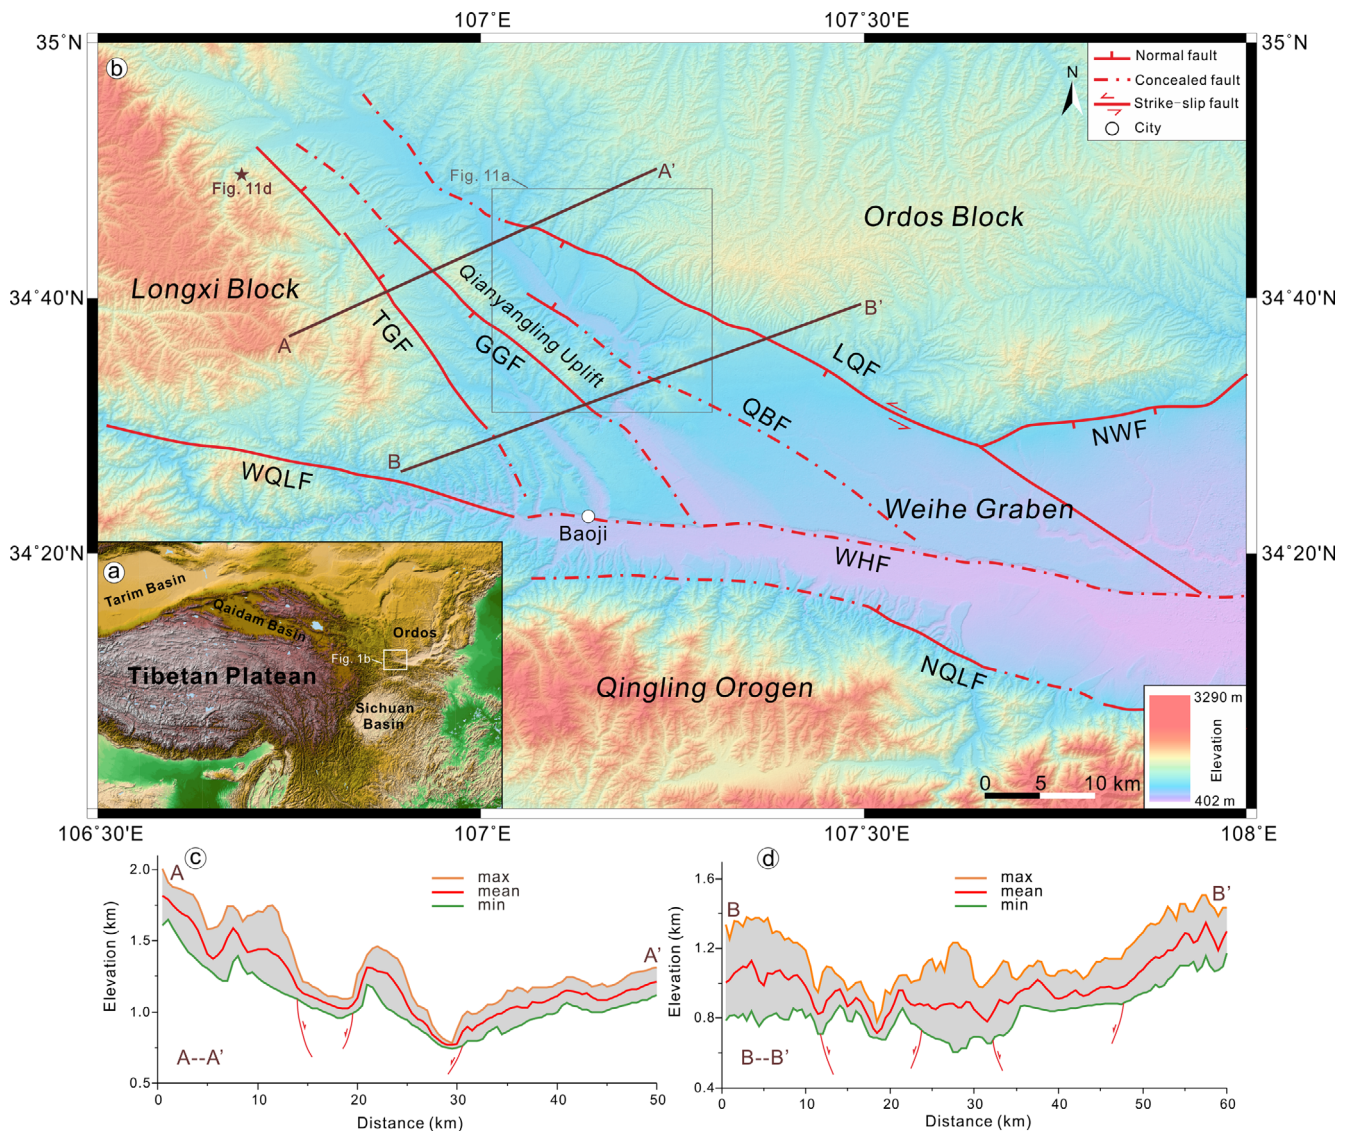 107°E
107°30'E
35°N
35°N
b
N
Normal fault
Concealed fault
Strike-slip fault
City
Fig. 11a
A'
Fig. 11d
Ordos Block
Longxi Block
34°40'N
34°40'N
Qianyangling Uplift
B'
TGF
A
GGF
LQF
QBF
NWF
B
WQLF
Weihe Graben
Baoji
34°20'N
34°20'N
WHF
a
Tarim Basin
Qaidam Basin
Ordos
Fig. 1b
Tibetan Platean
Sichuan
Basin
Qingling Orogen
NQLF
3290 m
Elevation
402 m
0 5 10 km
106°30'E
107°E
107°30'E
108°E
c
2.0
1.5
1.0
0.5
Elevation (km)
A
max
mean
min
A'
A--A'
0 10 20 30 40 50
Distance (km)
d
1.6
1.2
0.8
0.4
Elevation (km)
B
max
mean
min
B'
B--B'
0 10 20 30 40 50 60
Distance (km)